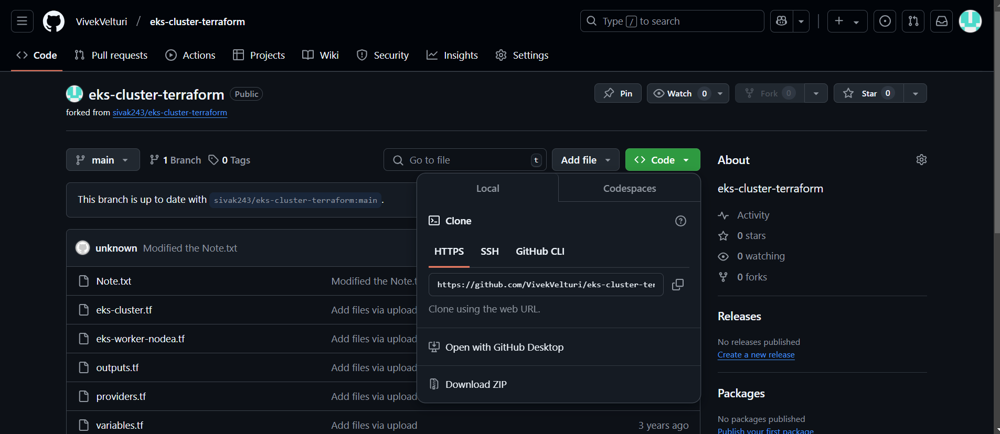 VivekVelturi / eks-cluster-terraform
Type / to search
Code
Pull requests
Actions
Projects
Wiki
Security
Insights
Settings
eks-cluster-terraform Public
forked from sivak243/eks-cluster-terraform
Pin
Watch 0
Fork 0
Star 0
main
1 Branch
0 Tags
Go to file t
Add file
Code
This branch is up to date with sivak243/eks-cluster-terraform:main .
unknown Modified the Note.txt
Note.txt Modified the Note.t
eks-cluster.tf Add files via upload
eks-worker-nodea.tf Add files via upload
outputs.tf Add files via upload
providers.tf Add files via upload
variables.tf Add files via upload 3 years ago
Local
Codespaces
Clone
HTTPS
SSH
GitHub CLI
https://github.com/VivekVelturi/eks-cluster-ter
Clone using the web URL.
Open with GitHub Desktop
Download ZIP
About
eks-cluster-terraform
Activity
0 stars
0 watching
0 forks
Releases
No releases published
Create a new release
Packages
No packages published
Publish your first package